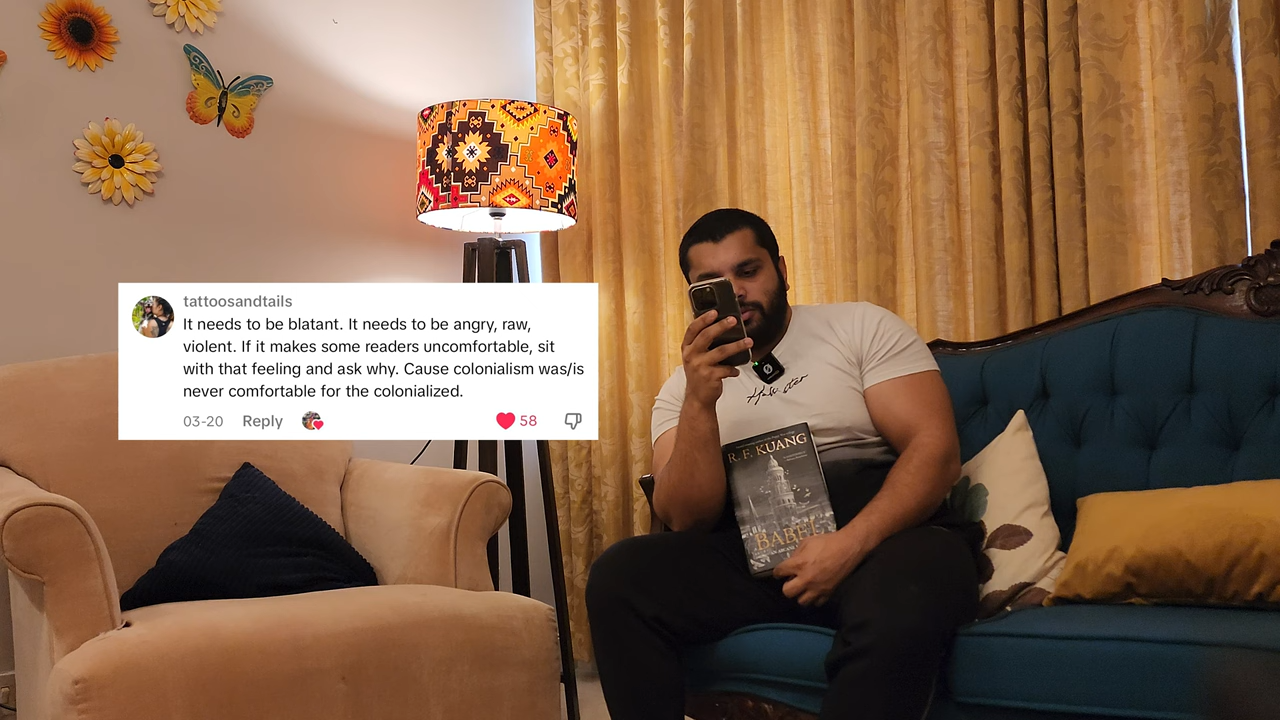 tattoosandtails
It needs to be blatant. It needs to be angry, raw,
violent. If it makes some readers uncomfortable, sit
with that feeling and ask why. Cause colonialism was/is
never comfortable for the colonialized.
03-20 Reply 58
R. F. KUANG
BABEL